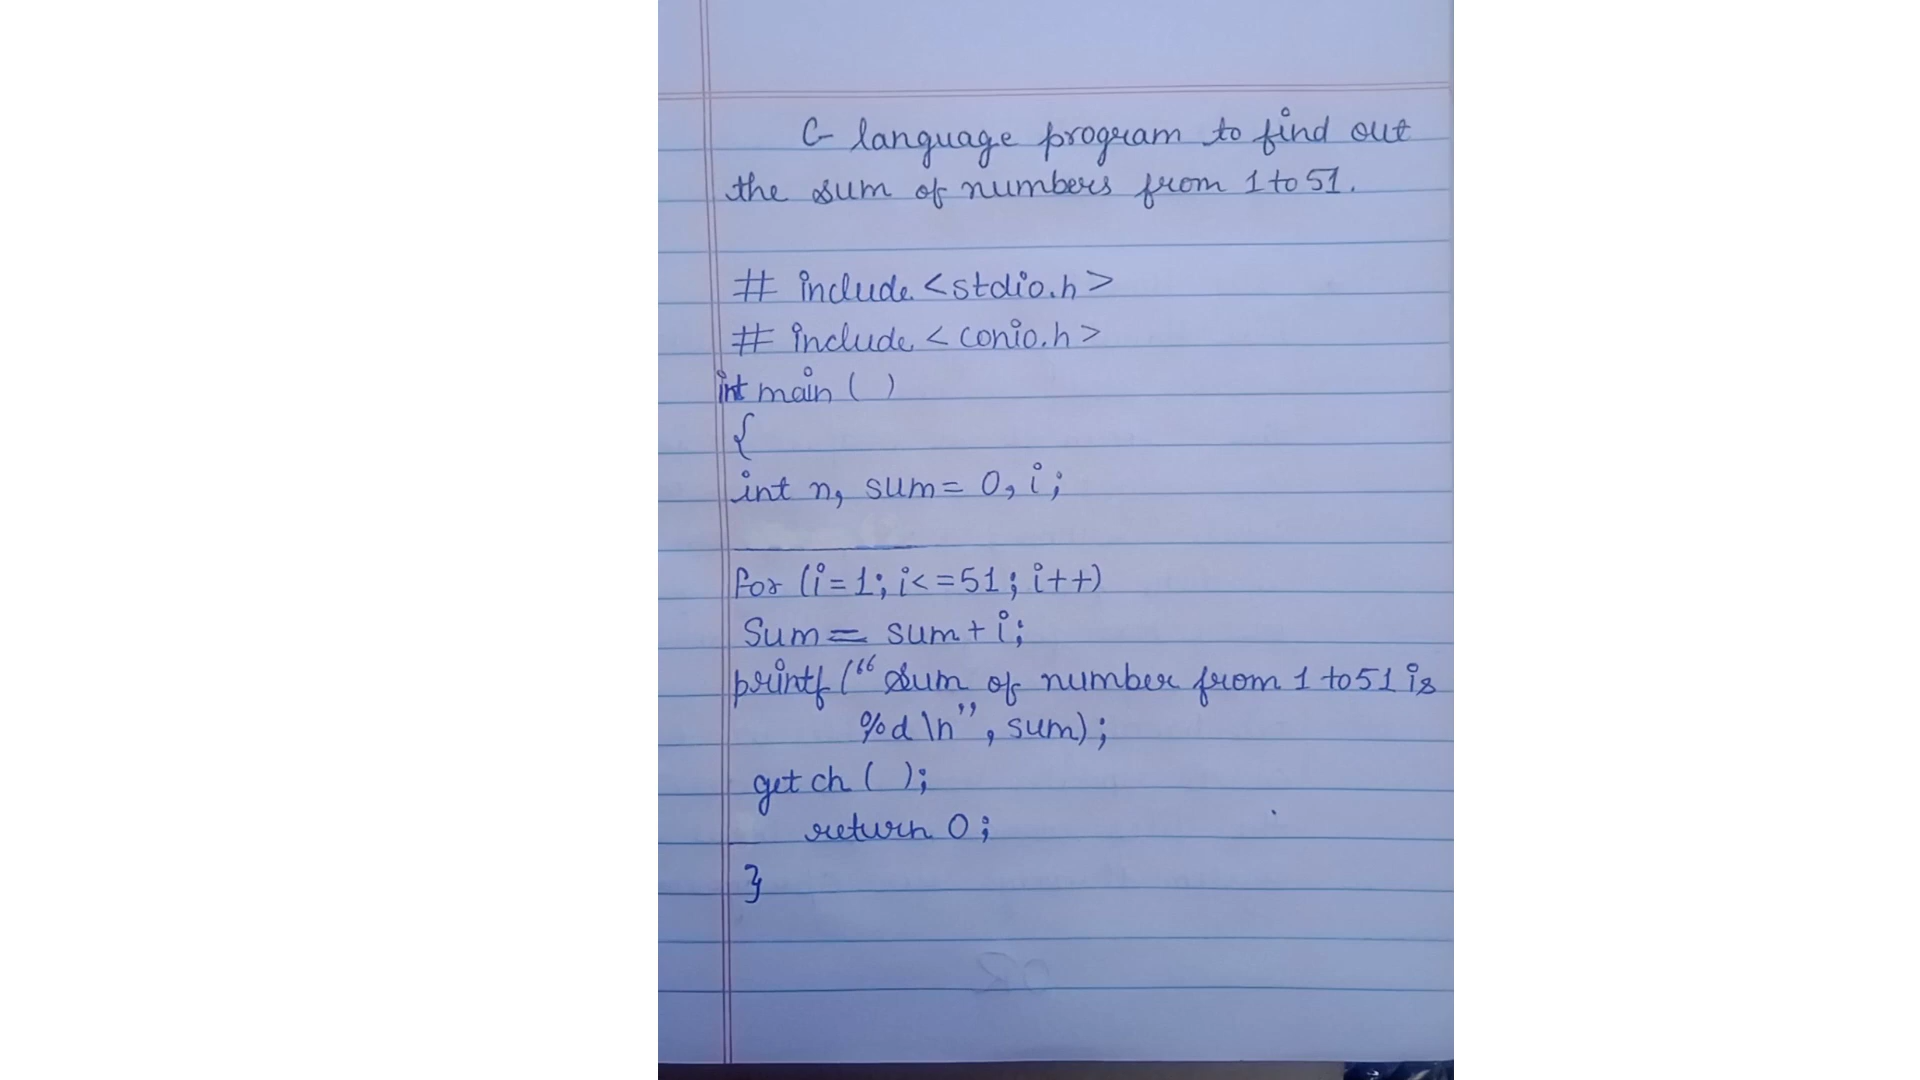 C- language program to find out
the sum of numbers from 1 to 51.
# include <stdio.h>
# include < conio.h >
int main ( )
{
int n, sum = 0, i ;
for (i = 1; i < = 51 ; i + +)
Sum = sum + i ;
printf (“ Sum of number from 1 to 51 is
%d \n” , sum) ;
getch ( ) ;
return 0 ;
}